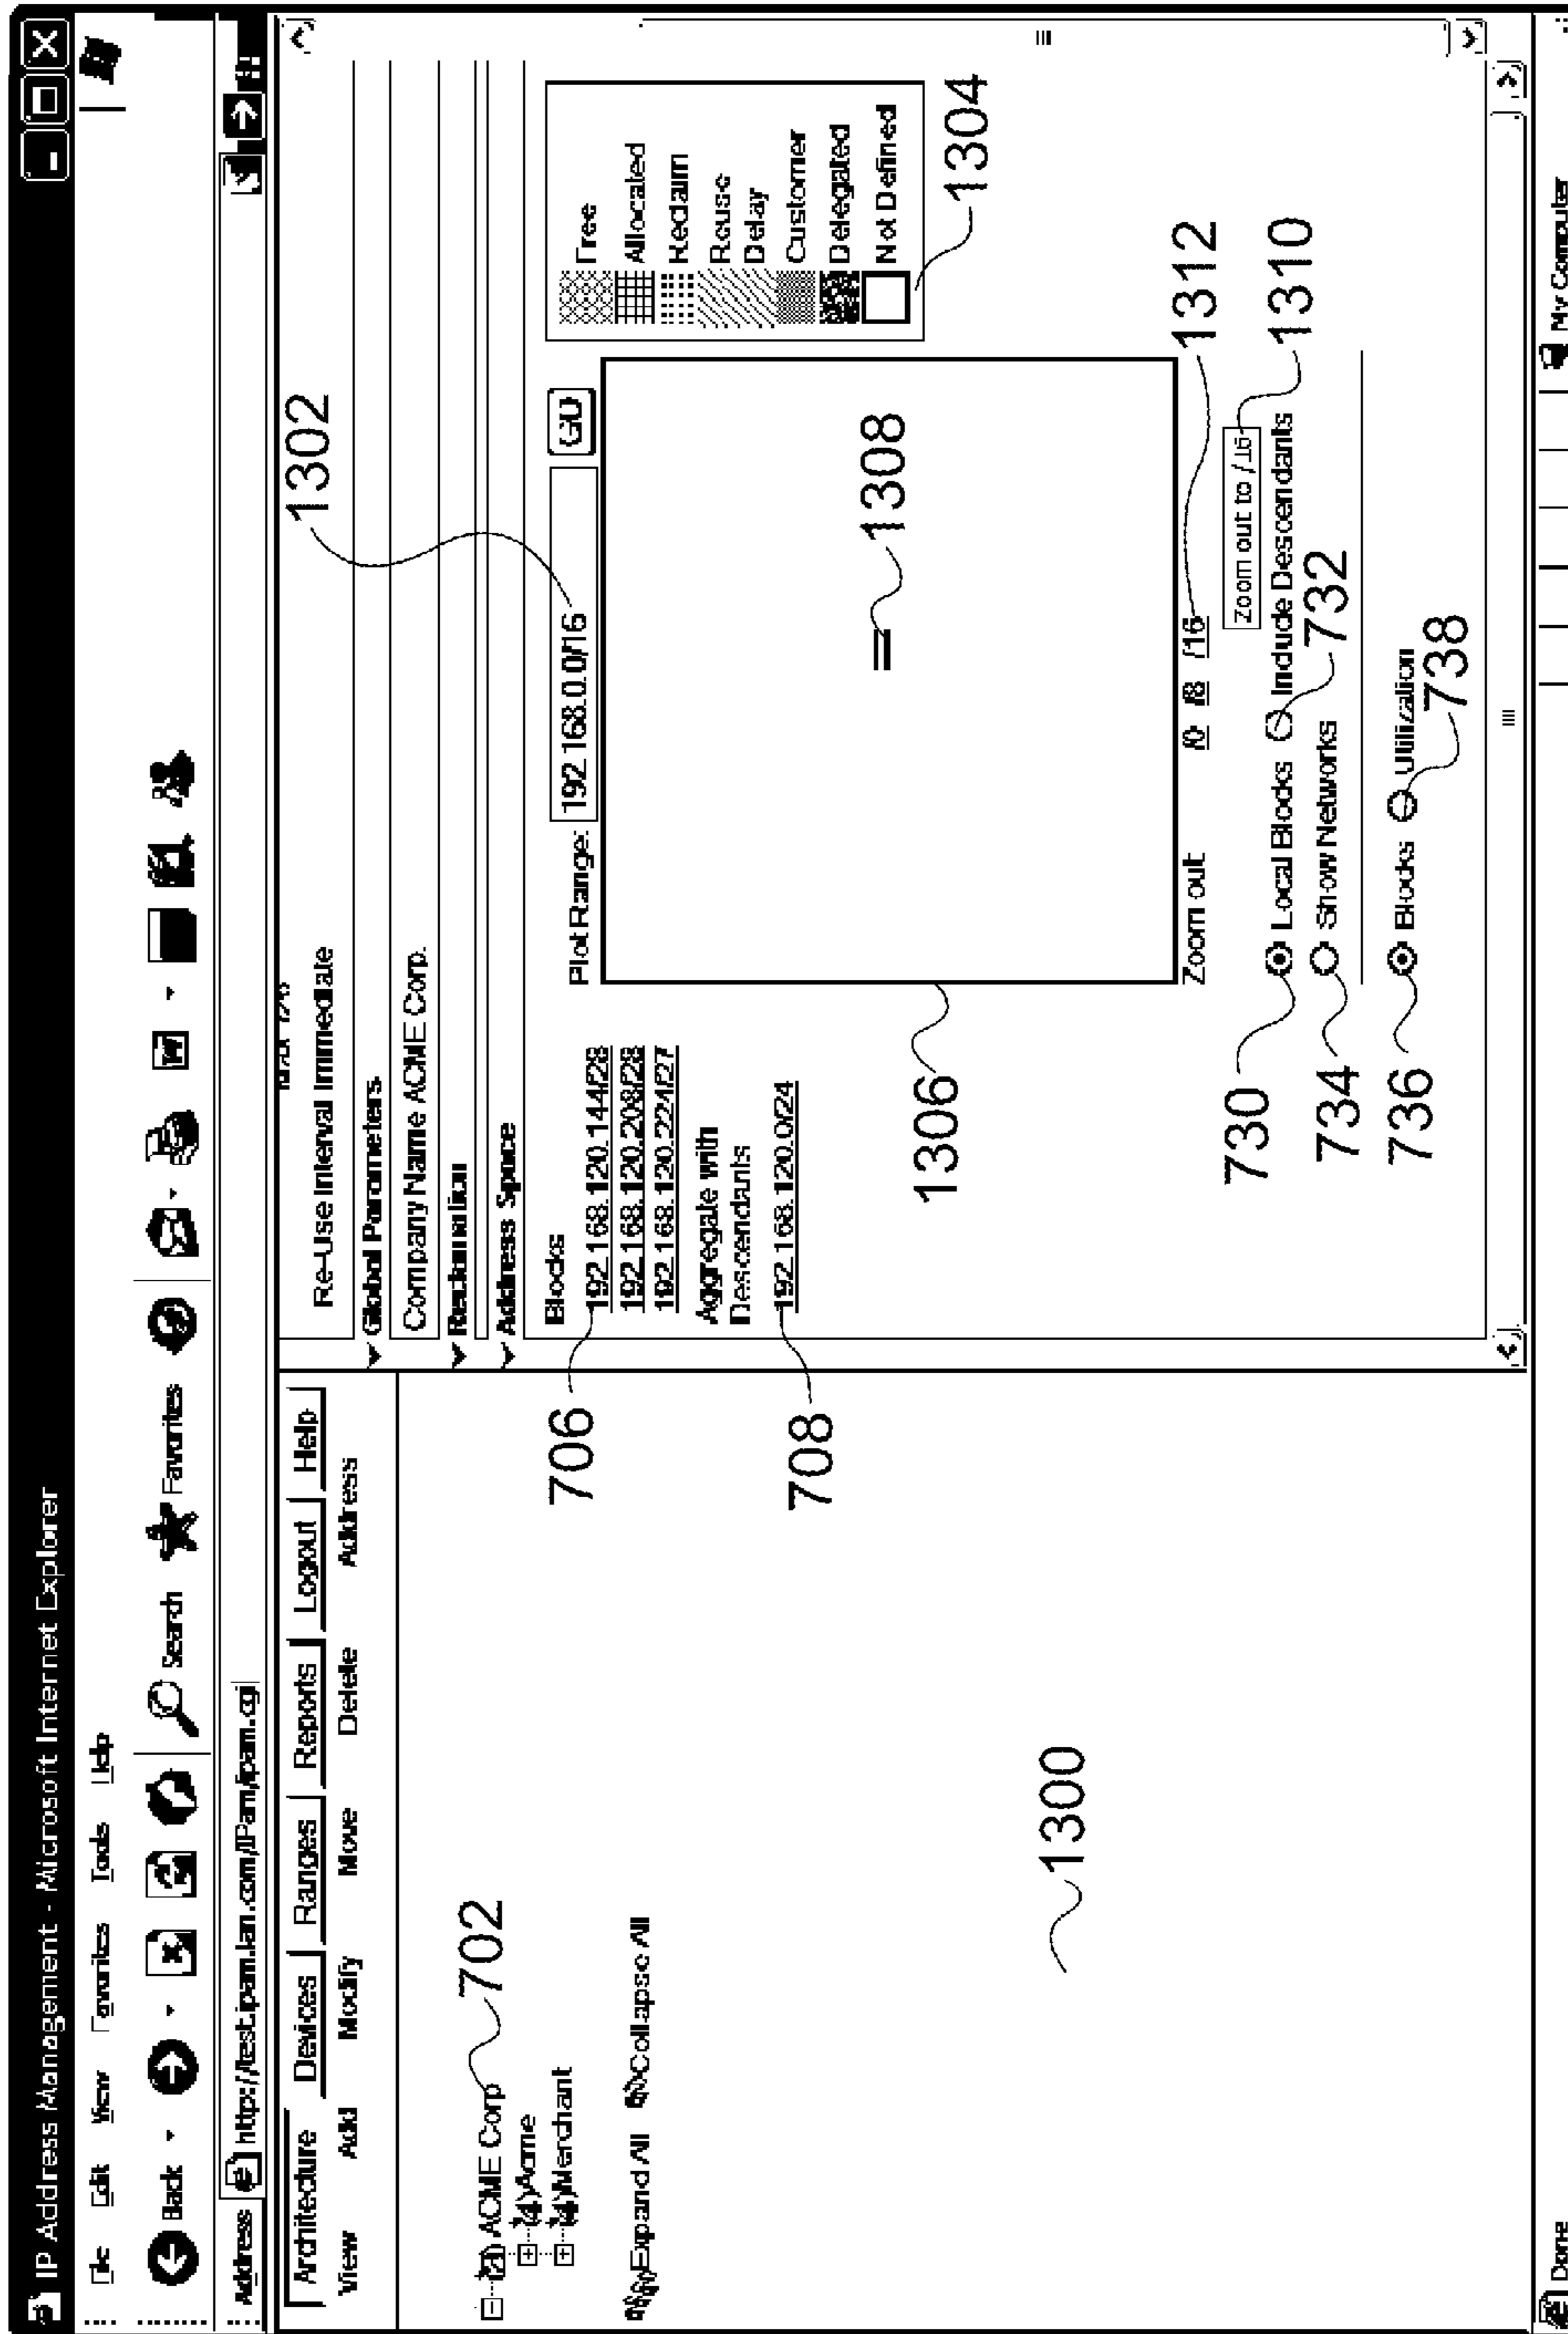 IP Address Management - Microsoft Internet Explorer
File Edit View Favorites Tools Help
Back Search Favorites
Address http://test.ipam.lan.com/IPam/ipam.cgi
Architecture Devices Ranges Reports Logout Help
View Add Modify Move Delete Address
ACME Corp
702
(4) Acme
(4) Merchant
Expand All Collapse All
1300
Re-Use Interval Immediate
1302
Global Parameters
Company Name ACME Corp.
Reclamation
Address Space
Blocks
706
192.168.120.144/28
192.168.120.208/28
192.168.120.224/27
Aggregate with
Descendants
708
192.168.120.0/24
Plot Range: 192.168.0.0/16 GO
Free
Allocated
Reclaim
Reuse
Delay
Customer
Delegated
Not Defined
1304
1306
1308
Zoom out /0 /8 /16
1312
zoom out to /
1310
730
Local Blocks Include Descendants
732
734
Show Networks
736
Blocks Utilization
738
Done My Computer